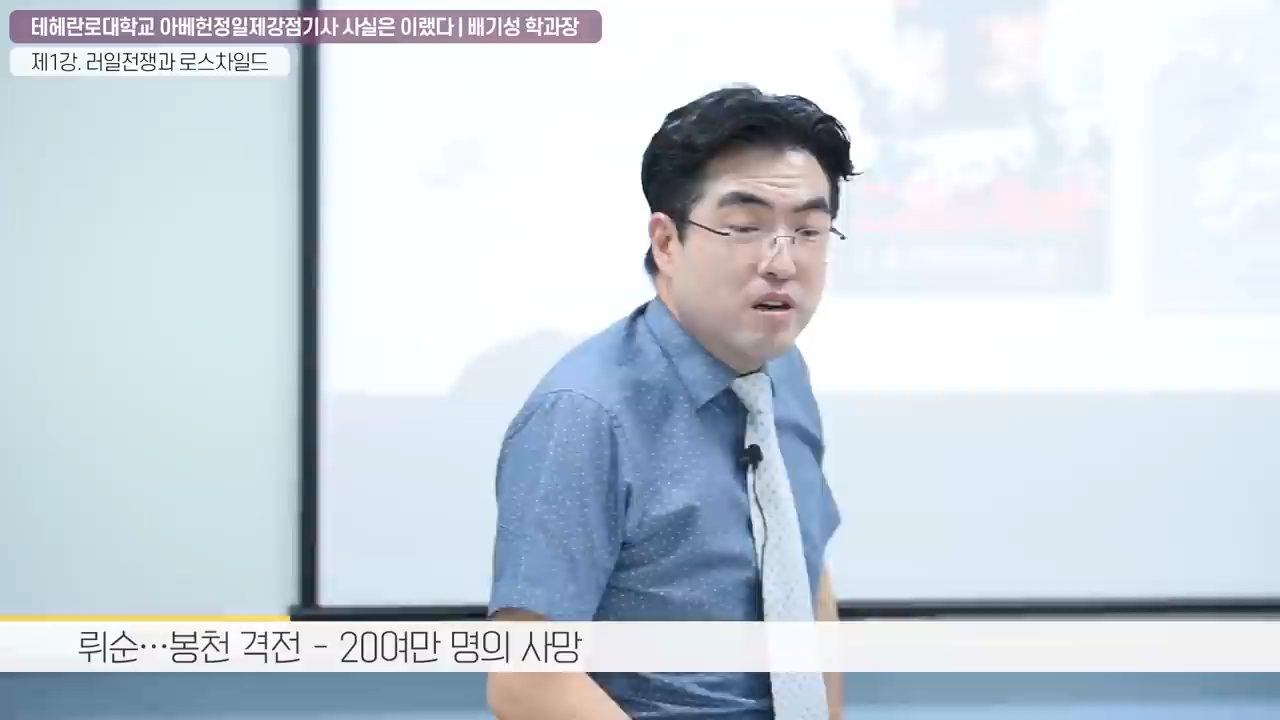 테헤란로대학교 아베헌정일제강점기사 사실은 이랬다 | 배기성 학과장
제1강. 러일전쟁과 로스차일드
뤼순…봉천 격전 - 20여만 명의 사망